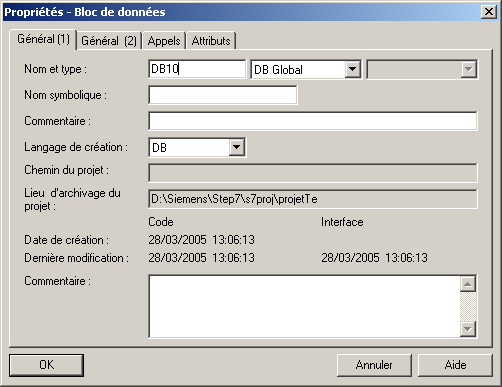 Propriétés - Bloc de données
Général (1) Général (2) Appels Attributs
Nom et type : DB10 DB Global
Nom symbolique :
Commentaire :
Langage de création : DB
Chemin du projet :
Lieu d'archivage du
projet : D:\Siemens\Step7\s7proj\projetTe
Code Interface
Date de création : 28/03/2005 13:06:13
Dernière modification : 28/03/2005 13:06:13 28/03/2005 13:06:13
Commentaire :
OK Annuler Aide